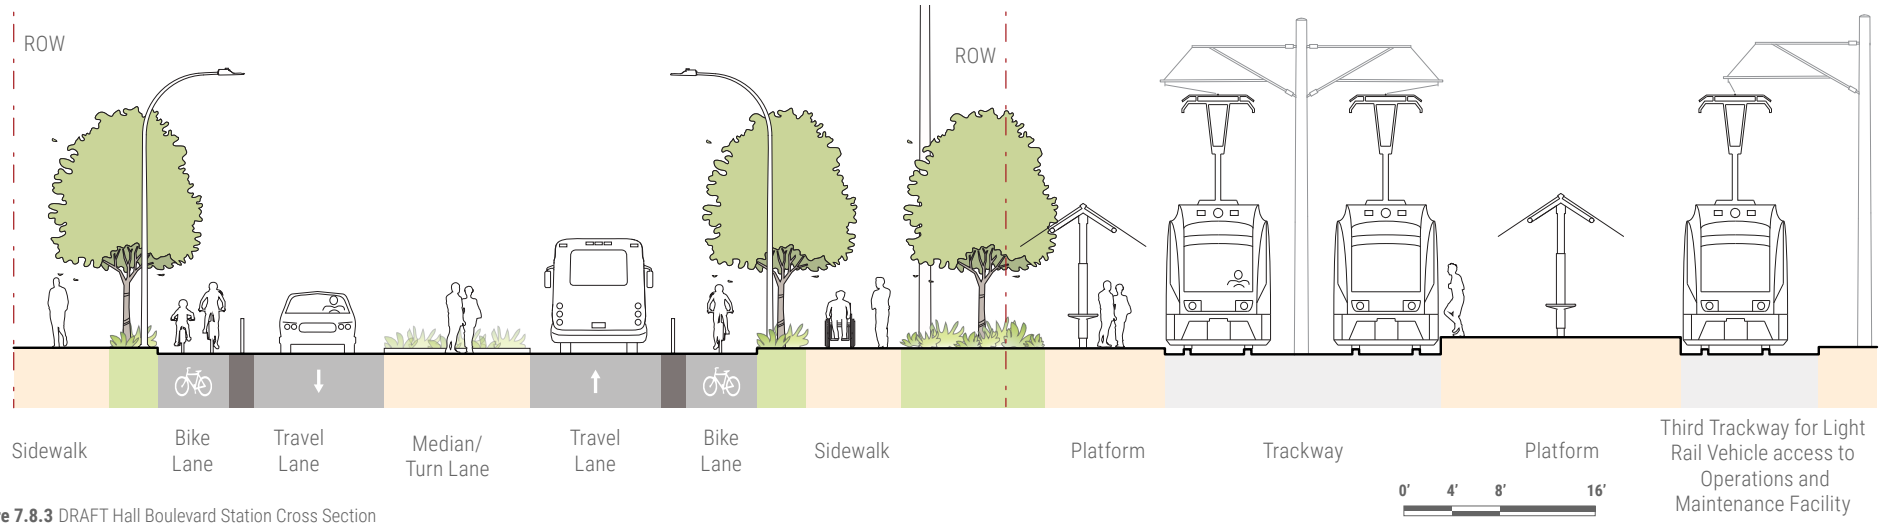 ROW
ROW
Sidewalk
Bike
Lane
Travel
Lane
Median/
Turn Lane
Travel
Lane
Bike
Lane
Sidewalk
Platform
Trackway
Platform
Third Trackway for Light
Rail Vehicle access to
Operations and
Maintenance Facility
0' 4' 8' 16'
7.8.3 DRAFT Hall Boulevard Station Cross Section